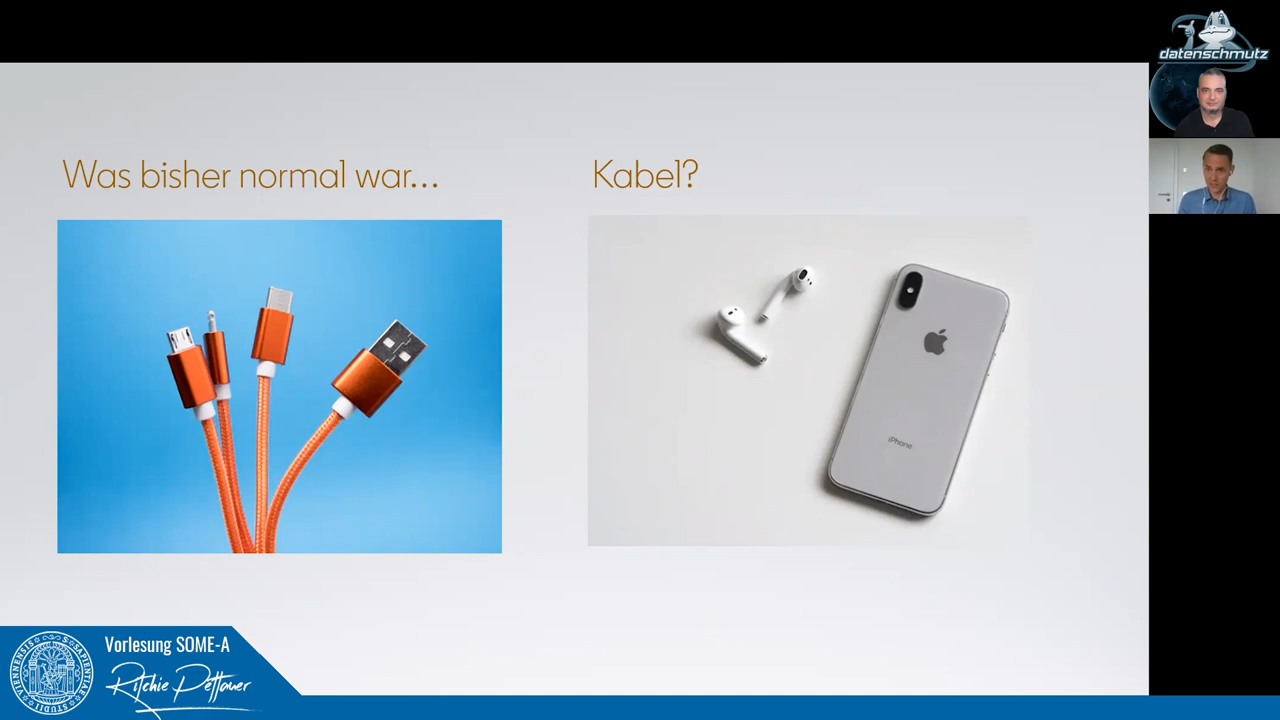 datenschmutz
Was bisher normal war...
Kabel?
iPhone
Vorlesung SOME-A
Ritchie Pettauer